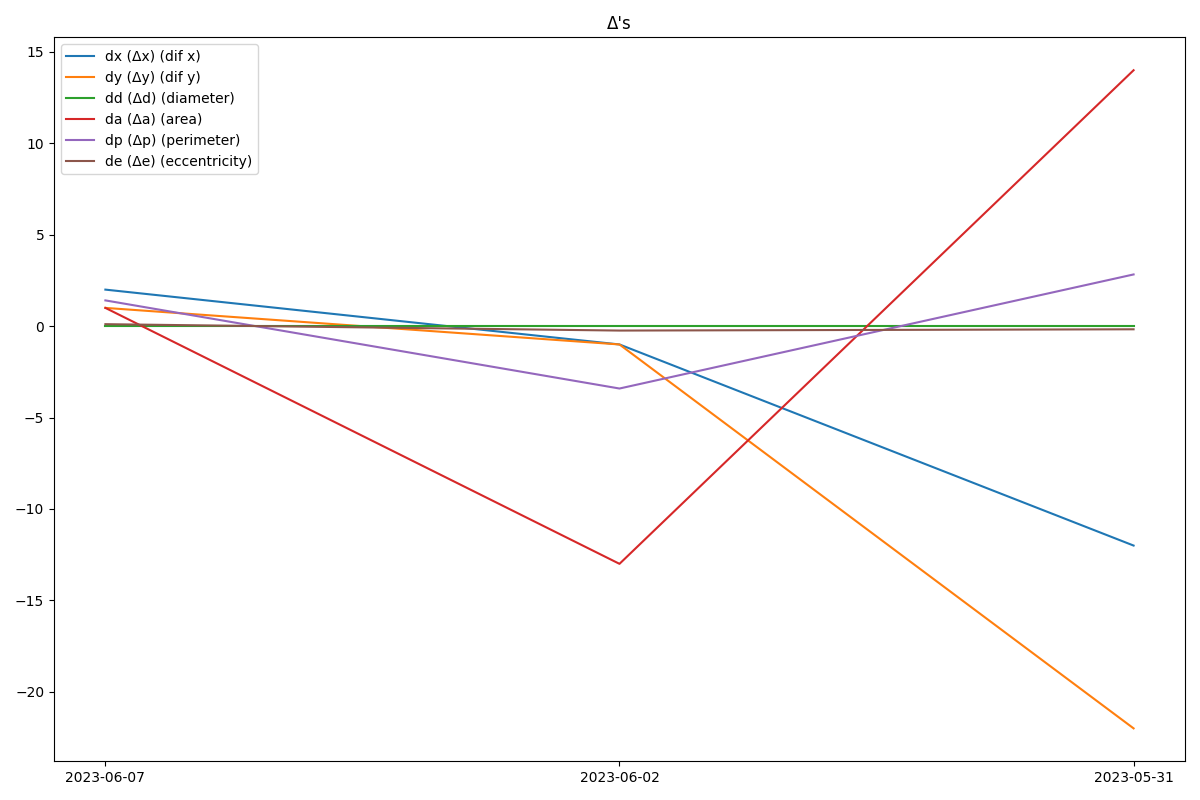 Δ's
dx (Δx) (dif x)
dy (Δy) (dif y)
dd (Δd) (diameter)
da (Δa) (area)
dp (Δp) (perimeter)
de (Δe) (eccentricity)
15
10
5
0
−5
−10
−15
−20
2023-06-07 2023-06-02 2023-05-31